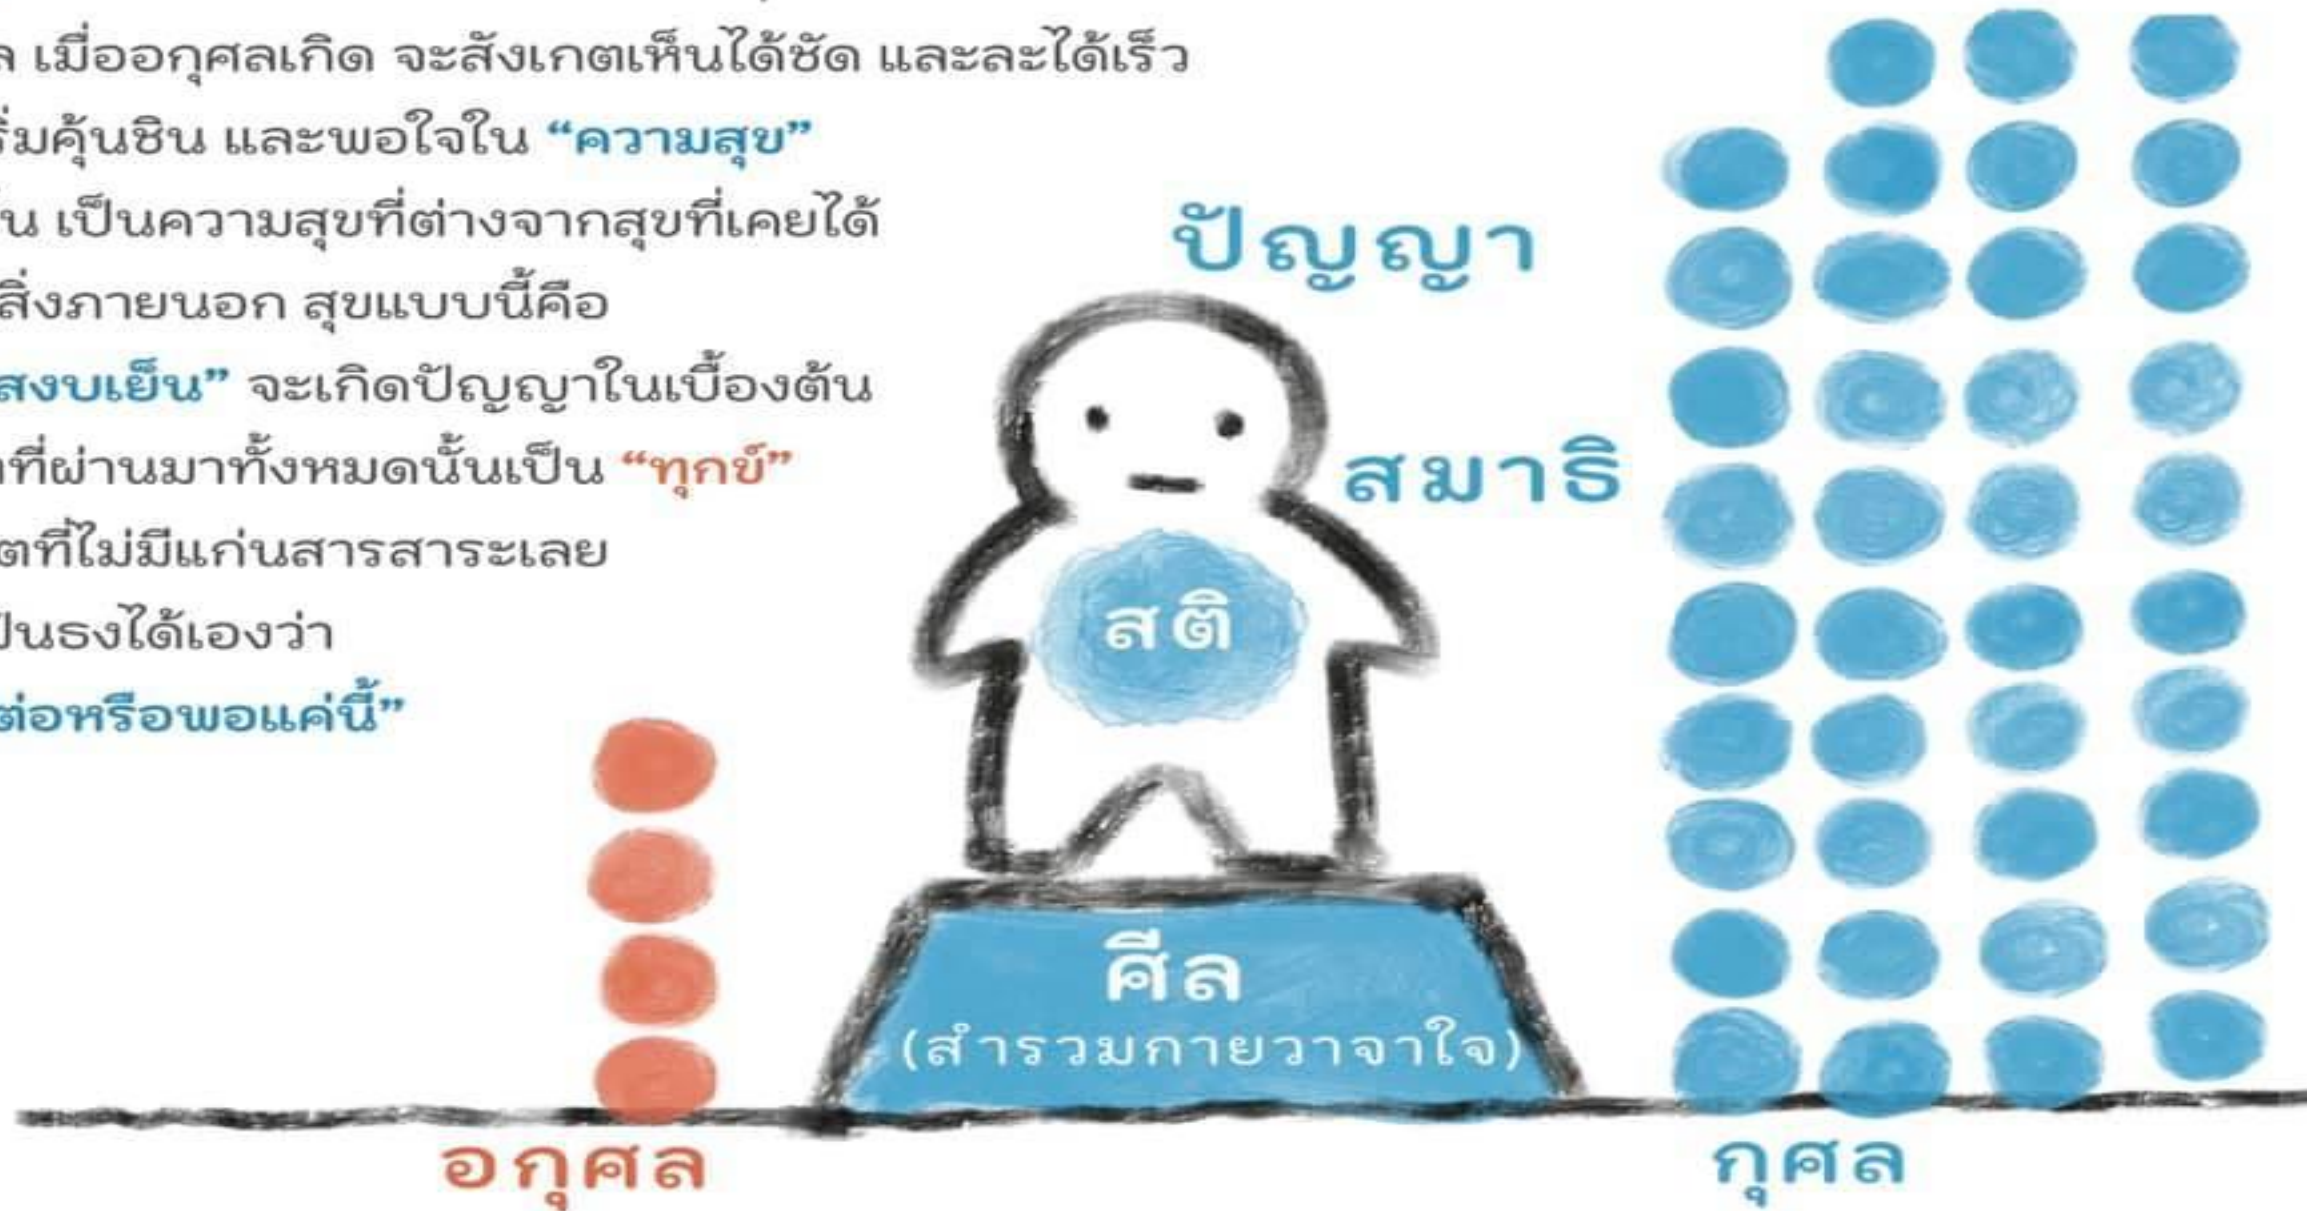 เมื่ออกุศลเกิด จะสังเกตเห็นได้ชัด และละได้เร็ว
คุ้นชิน และพอใจใน “ความสุข”
เป็นความสุขที่ต่างจากสุขที่เคยได้
สิ่งภายนอก สุขแบบนี้คือ
สงบเย็น” จะเกิดปัญญาในเบื้องต้น
ที่ผ่านมาทั้งหมดนั้นเป็น “ทุกข์”
ที่ไม่มีแก่นสารสาระเลย
ธงได้เองว่า
ต่อหรือพอแค่นี้”
ปัญญา
สมาธิ
สติ
ศีล
(สำรวมกายวาจาใจ)
อกุศล
กุศล